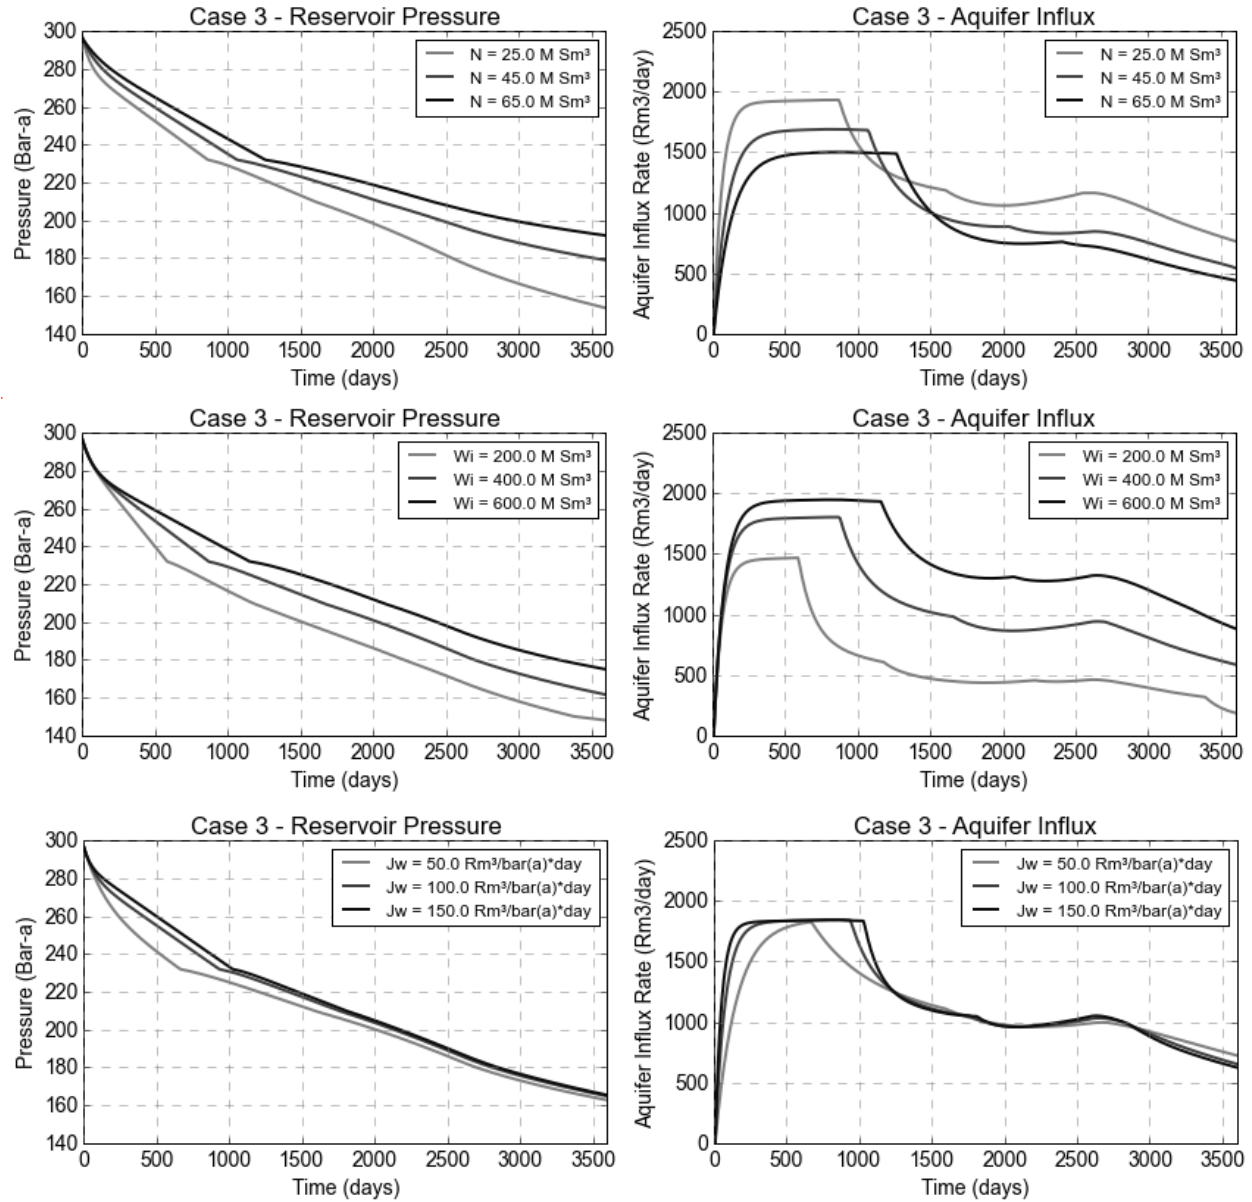 Case 3 - Reservoir Pressure
300
280
260
240
220
200
180
160
140
Pressure (Bar-a)
N = 25.0 M Sm³
N = 45.0 M Sm³
N = 65.0 M Sm³
0 500 1000 1500 2000 2500 3000 3500
Time (days)
Case 3 - Aquifer Influx
2500
2000
1500
1000
500
0
Aquifer Influx Rate (Rm3/day)
N = 25.0 M Sm³
N = 45.0 M Sm³
N = 65.0 M Sm³
0 500 1000 1500 2000 2500 3000 3500
Time (days)
Case 3 - Reservoir Pressure
300
280
260
240
220
200
180
160
140
Pressure (Bar-a)
Wi = 200.0 M Sm³
Wi = 400.0 M Sm³
Wi = 600.0 M Sm³
0 500 1000 1500 2000 2500 3000 3500
Time (days)
Case 3 - Aquifer Influx
2500
2000
1500
1000
500
0
Aquifer Influx Rate (Rm3/day)
Wi = 200.0 M Sm³
Wi = 400.0 M Sm³
Wi = 600.0 M Sm³
0 500 1000 1500 2000 2500 3000 3500
Time (days)
Case 3 - Reservoir Pressure
300
280
260
240
220
200
180
160
140
Pressure (Bar-a)
Jw = 50.0 Rm³/bar(a)*day
Jw = 100.0 Rm³/bar(a)*day
Jw = 150.0 Rm³/bar(a)*day
0 500 1000 1500 2000 2500 3000 3500
Time (days)
Case 3 - Aquifer Influx
2500
2000
1500
1000
500
0
Aquifer Influx Rate (Rm3/day)
Jw = 50.0 Rm³/bar(a)*day
Jw = 100.0 Rm³/bar(a)*day
Jw = 150.0 Rm³/bar(a)*day
0 500 1000 1500 2000 2500 3000 3500
Time (days)